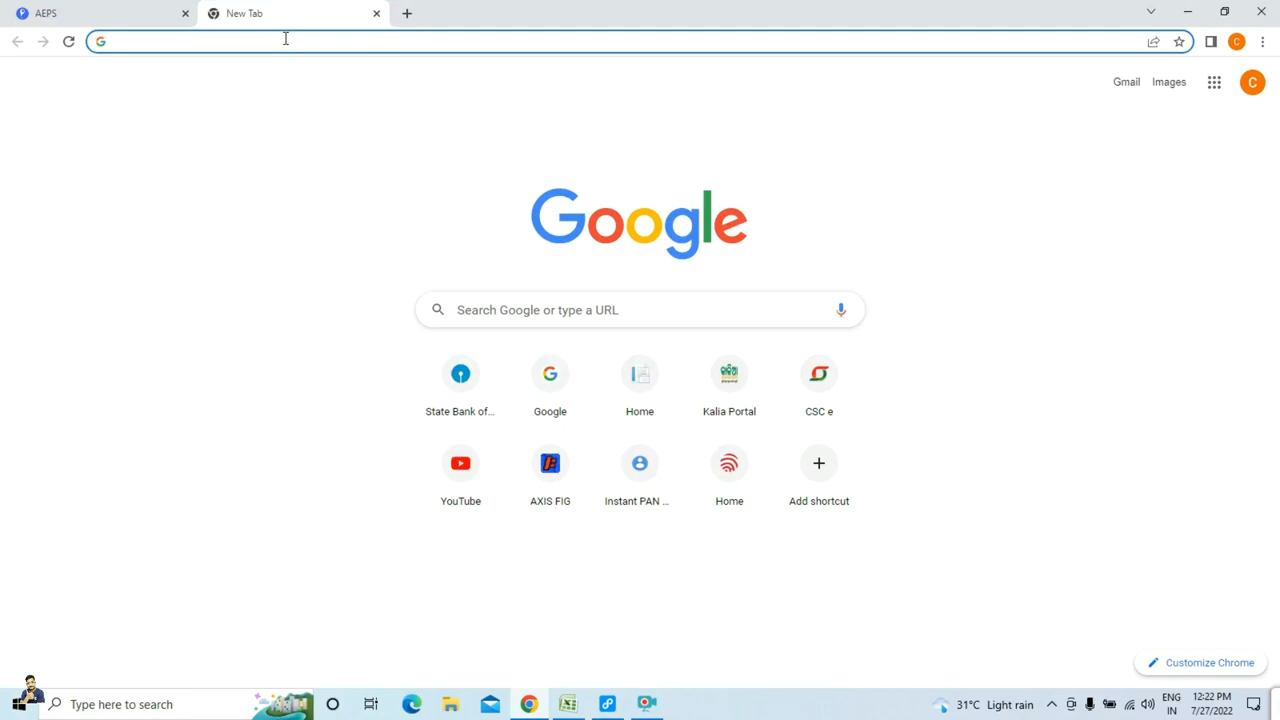 AEPS
New Tab
C
Gmail
Images
C
Google
Search Google or type a URL
State Bank of...
Google
Home
Kalia Portal
CSC e
YouTube
AXIS FIG
Instant PAN ...
Home
Add shortcut
Customize Chrome
Type here to search
31°C Light rain
ENG
IN
12:22 PM
7/27/2022